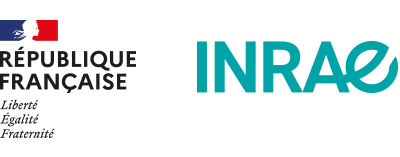 RÉPUBLIQUE
FRANÇAISE
Liberté
Égalité
Fraternité
INRAE